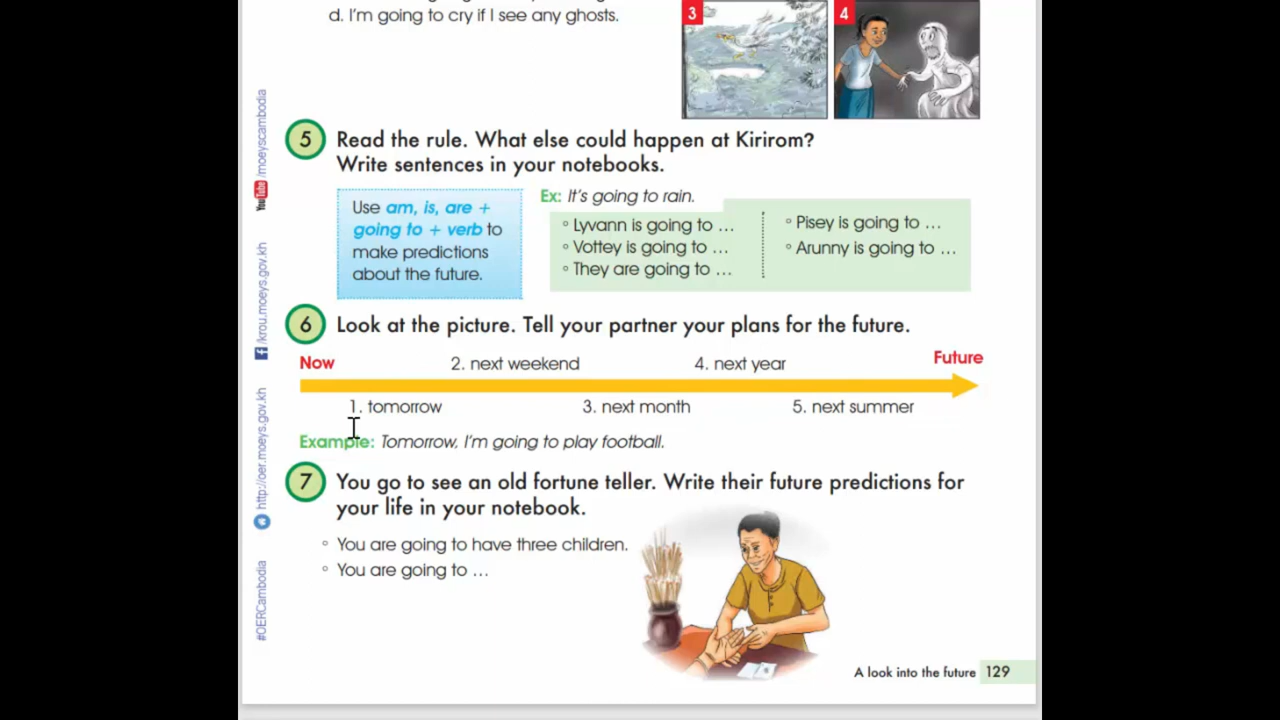 d. I'm going to cry if I see any ghosts.
3
4
5 Read the rule. What else could happen at Kirirom?
Write sentences in your notebooks.
Use am, is, are +
going to + verb to
make predictions
about the future.
Ex: It's going to rain.
° Lyvann is going to ...
° Vottey is going to ...
° They are going to ...
° Pisey is going to ...
° Arunny is going to ...
6 Look at the picture. Tell your partner your plans for the future.
Now
2. next weekend
4. next year
Future
1. tomorrow
3. next month
5. next summer
Example: Tomorrow, I'm going to play football.
7 You go to see an old fortune teller. Write their future predictions for
your life in your notebook.
° You are going to have three children.
° You are going to ...
A look into the future 129
YouTube/moeyscambodia
f/krou.moeys.gov.kh
http://oer.moeys.gov.kh
#OERCambodia